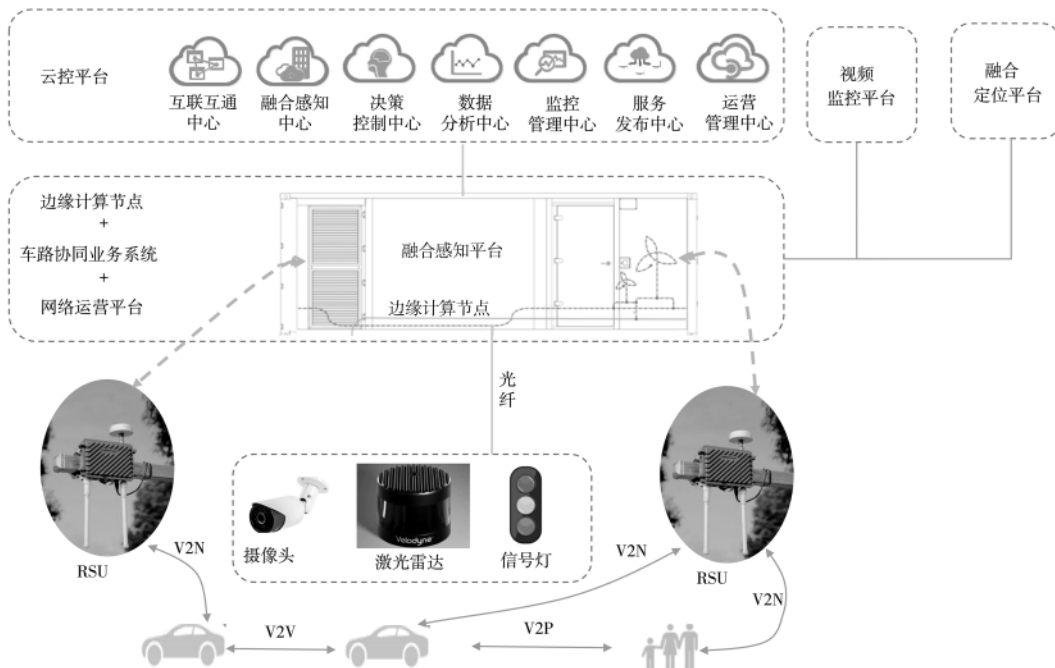 云控平台
互联互通
中心
融合感知
中心
决策
控制中心
数据
分析中心
监控
管理中心
服务
发布中心
运营
管理中心
视频
监控平台
融合
定位平台
边缘计算节点
+
车路协同业务系统
+
网络运营平台
融合感知平台
边缘计算节点
光
纤
Velodyne
摄像头
激光雷达
信号灯
RSU
RSU
V2N
V2N
V2N
V2V
V2P